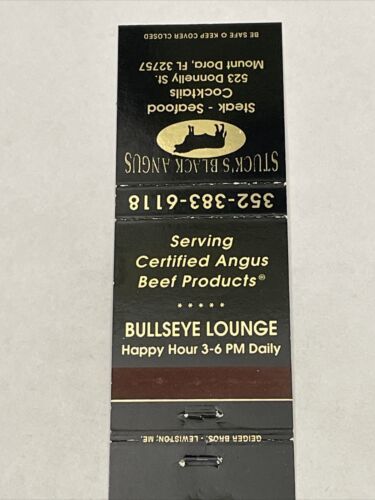 BE SAFE ✪ KEEP COVER CLOSED
STUCK'S BLACK ANGUS
Steak - Seafood
Cocktails
523 Donnelly St.
Mount Dora, FL 32757
352-383-6118
Serving
Certified Angus
Beef Products®
* * * * *
BULLSEYE LOUNGE
Happy Hour 3-6 PM Daily
GEIGER BROS. - LEWISTON, ME.